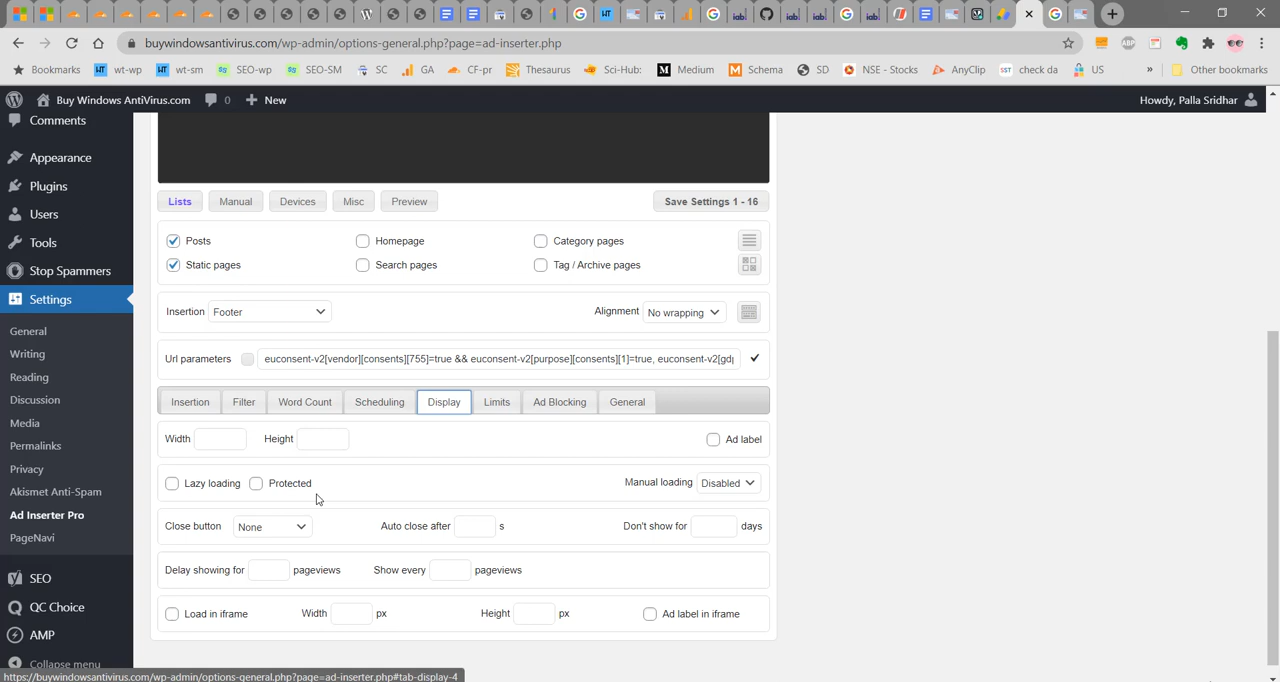 buywindowsantivirus.com/wp-admin/options-general.php?page=ad-inserter.php
Bookmarks wt-wp wt-sm SEO-wp SEO-SM SC GA CF-pr Thesaurus Sci-Hub: Medium Schema SD NSE - Stocks AnyClip check da US » Other bookmarks
Buy Windows AntiVirus.com 0 New Howdy, Palla Sridhar
Comments
Appearance
Plugins
Users
Tools
Stop Spammers
Settings
General
Writing
Reading
Discussion
Media
Permalinks
Privacy
Akismet Anti-Spam
Ad Inserter Pro
PageNavi
SEO
QC Choice
AMP
Collapse menu
Lists Manual Devices Misc Preview Save Settings 1 - 16
Posts Homepage Category pages
Static pages Search pages Tag / Archive pages
Insertion Footer Alignment No wrapping
Url parameters euconsent-v2[vendor][consents][755]=true && euconsent-v2[purpose][consents][1]=true, euconsent-v2[gdp
Insertion Filter Word Count Scheduling Display Limits Ad Blocking General
Width Height Ad label
Lazy loading Protected Manual loading Disabled
Close button None Auto close after s Don't show for days
Delay showing for pageviews Show every pageviews
Load in iframe Width px Height px Ad label in iframe
https://buywindowsantivirus.com/wp-admin/options-general.php?page=ad-inserter.php#tab-display-4